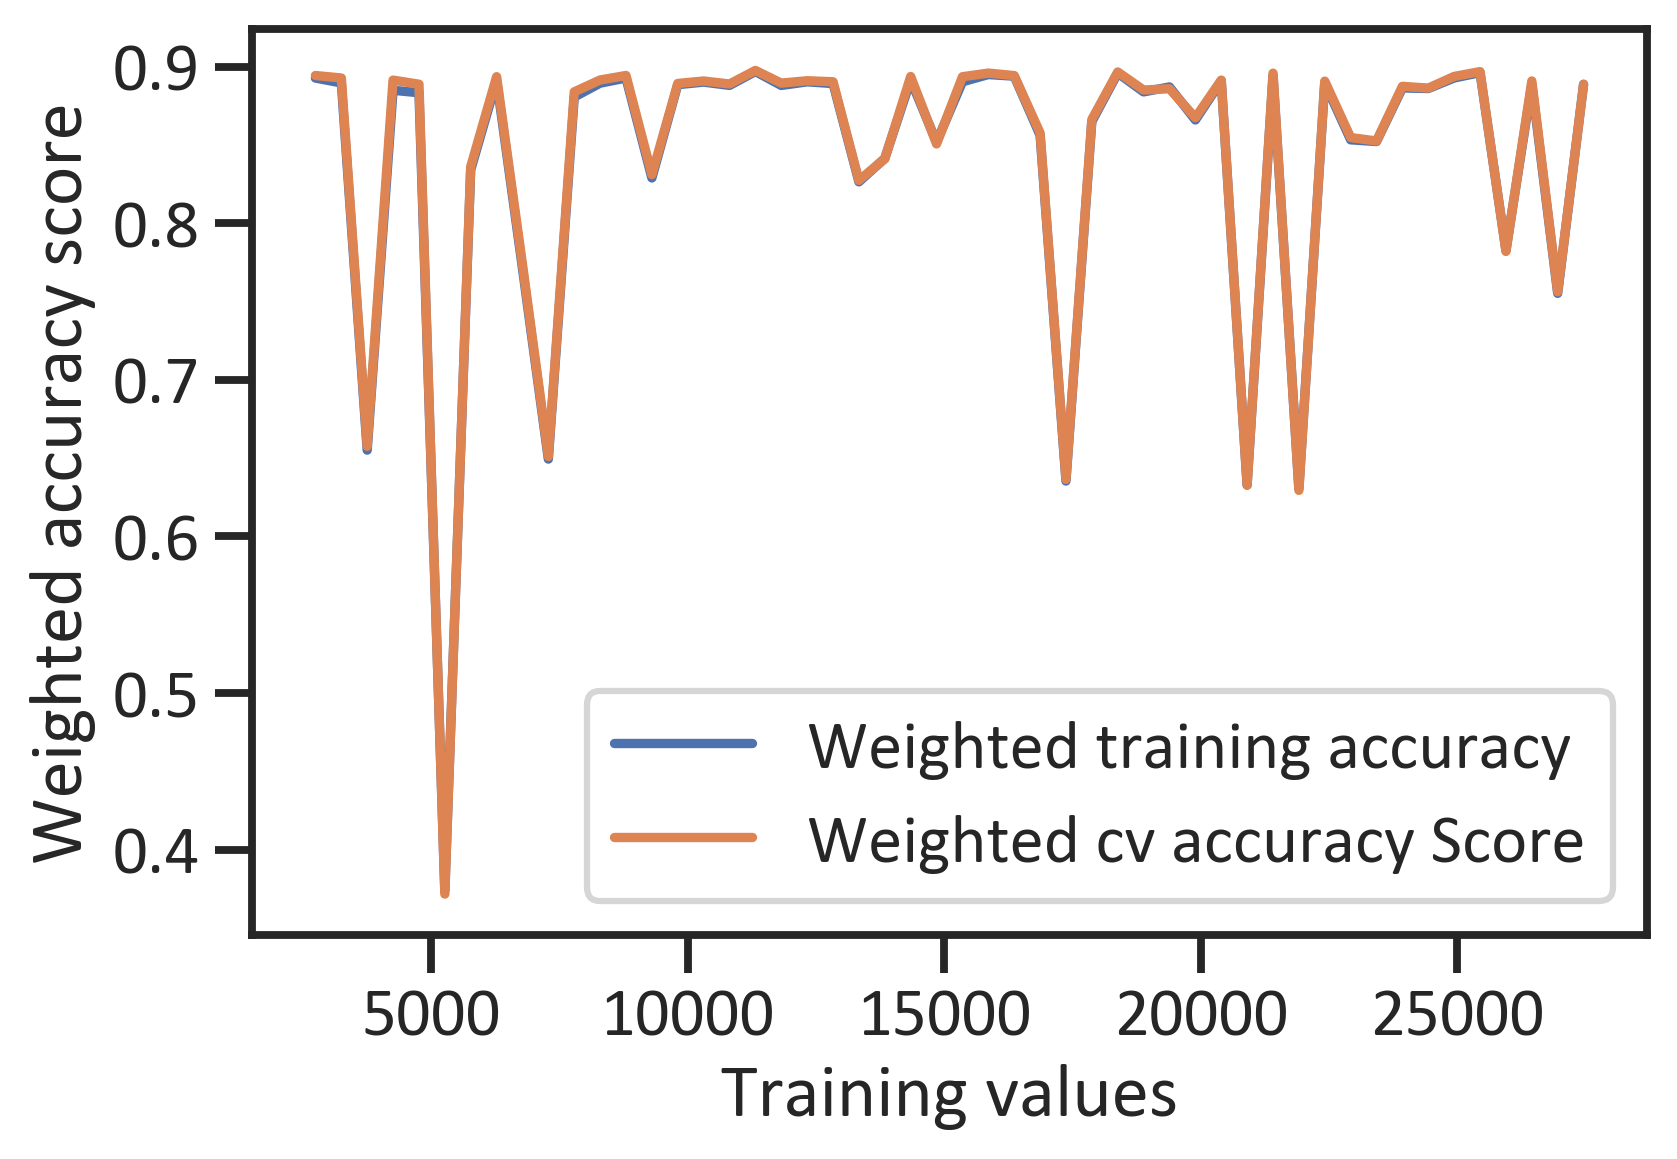 Weighted accuracy score
0.9
0.8
0.7
0.6
0.5
0.4
Weighted training accuracy
Weighted cv accuracy Score
5000 10000 15000 20000 25000
Training values